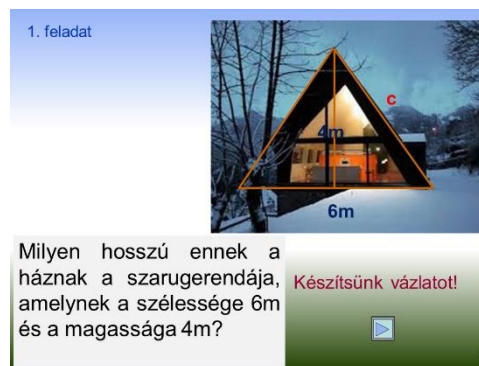 1. feladat
c
4m
6m
Milyen hosszú ennek a
háznak a szarugerendája,
amelynek a szélessége 6m
és a magassága 4m?
Készítsünk vázlatot!